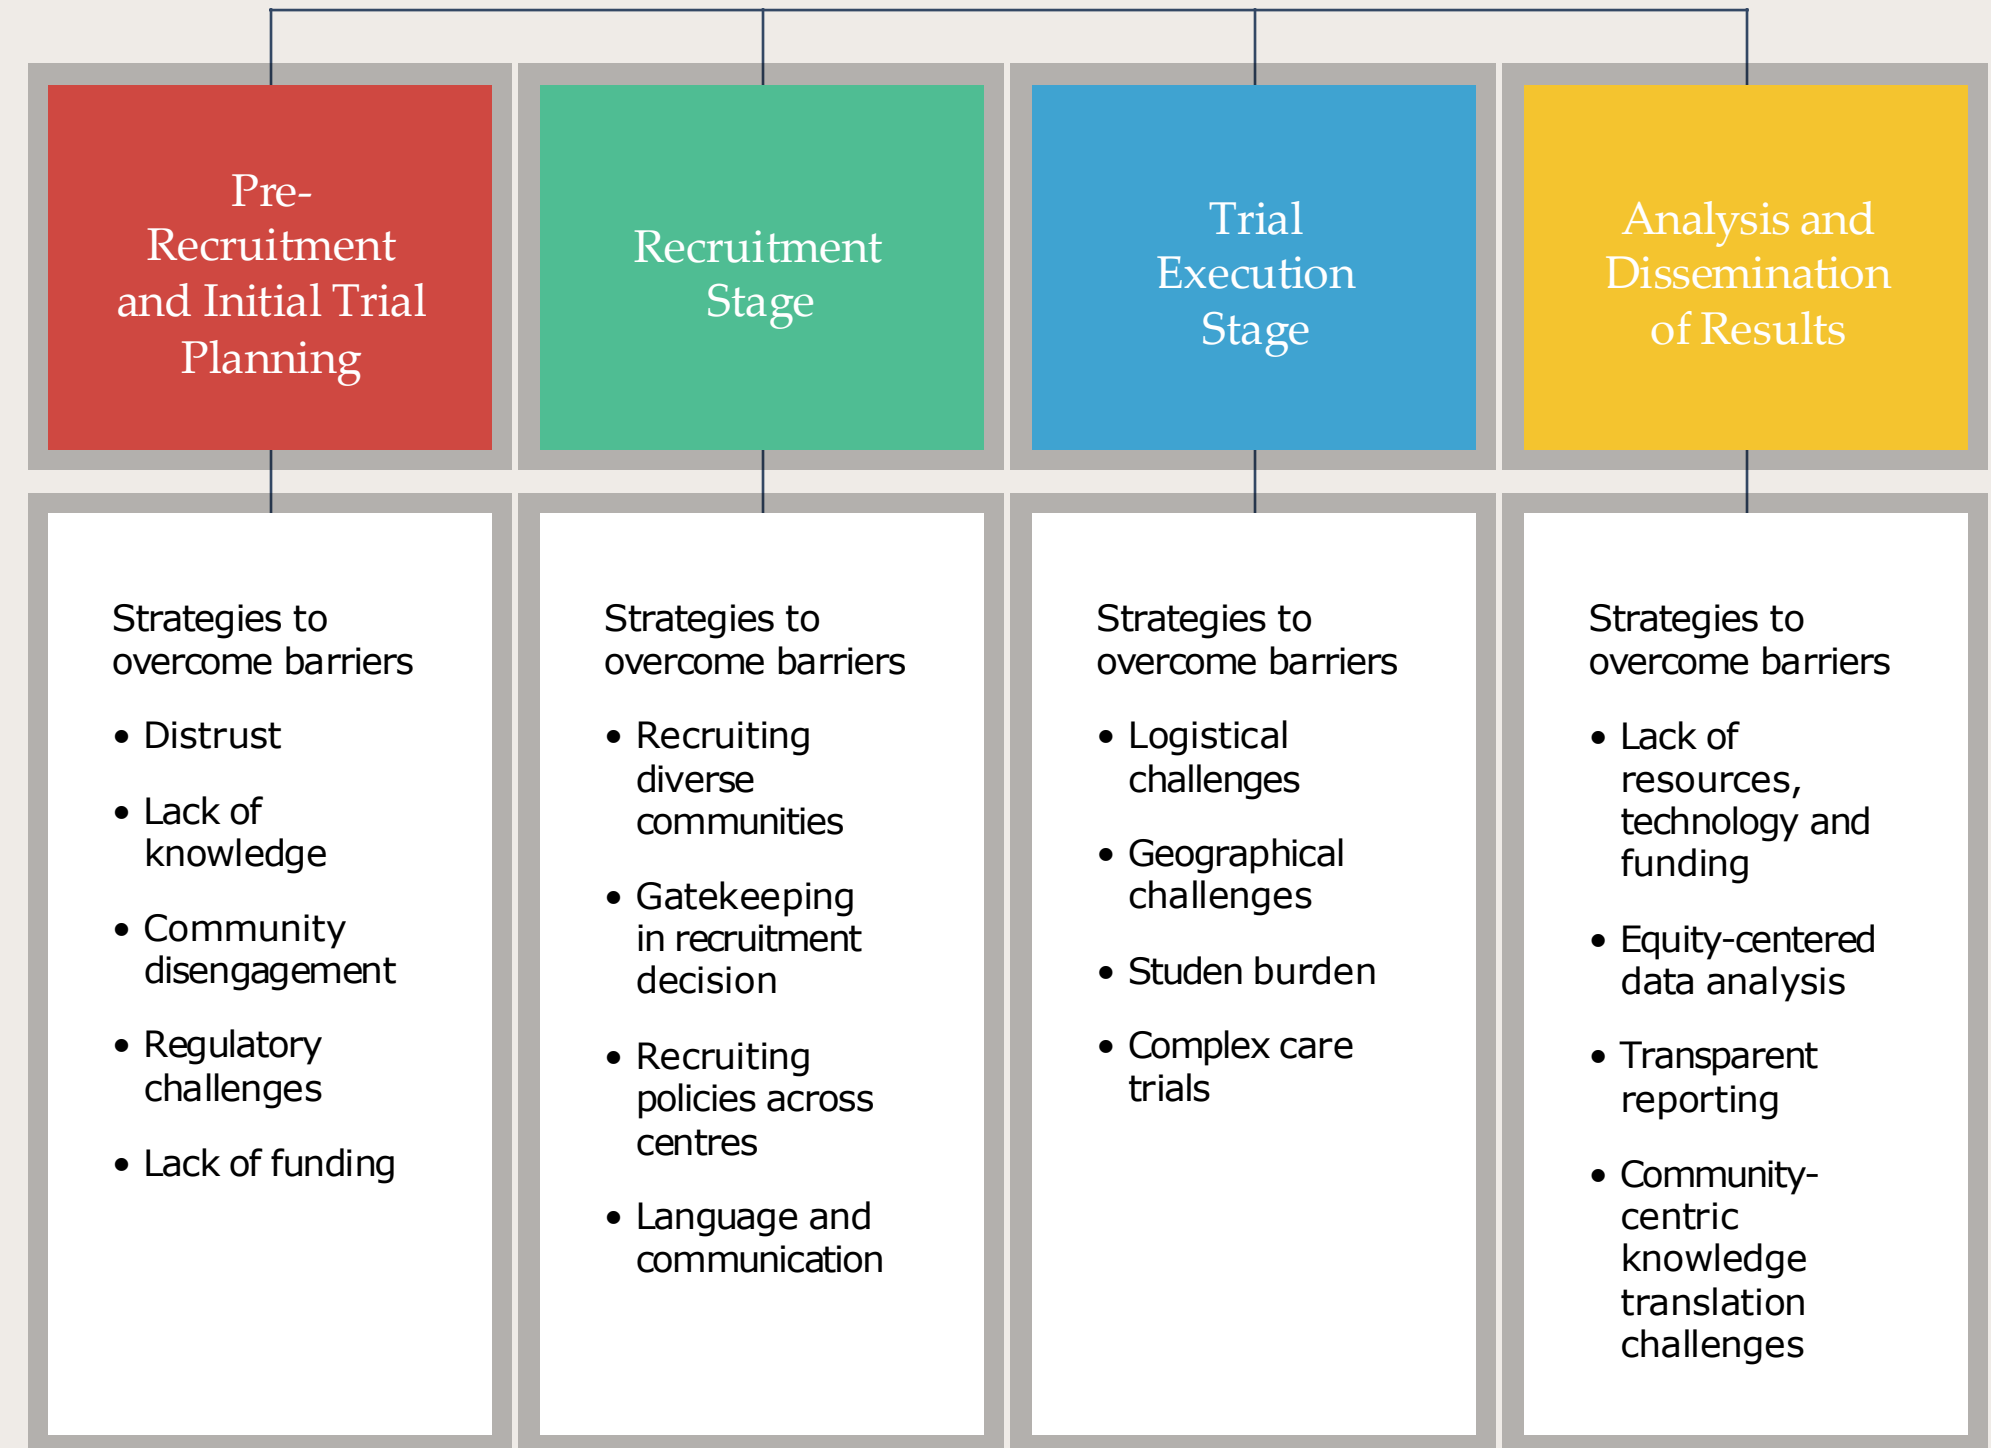 Pre-
Recruitment
and Initial Trial
Planning
Recruitment
Stage
Trial
Execution
Stage
Analysis and
Dissemination
of Results
Strategies to
overcome barriers
• Distrust
• Lack of
knowledge
• Community
disengagement
• Regulatory
challenges
• Lack of funding
Strategies to
overcome barriers
• Recruiting
diverse
communities
• Gatekeeping
in recruitment
decision
• Recruiting
policies across
centres
• Language and
communication
Strategies to
overcome barriers
• Logistical
challenges
• Geographical
challenges
• Studen burden
• Complex care
trials
Strategies to
overcome barriers
• Lack of
resources,
technology and
funding
• Equity-centered
data analysis
• Transparent
reporting
• Community-
centric
knowledge
translation
challenges